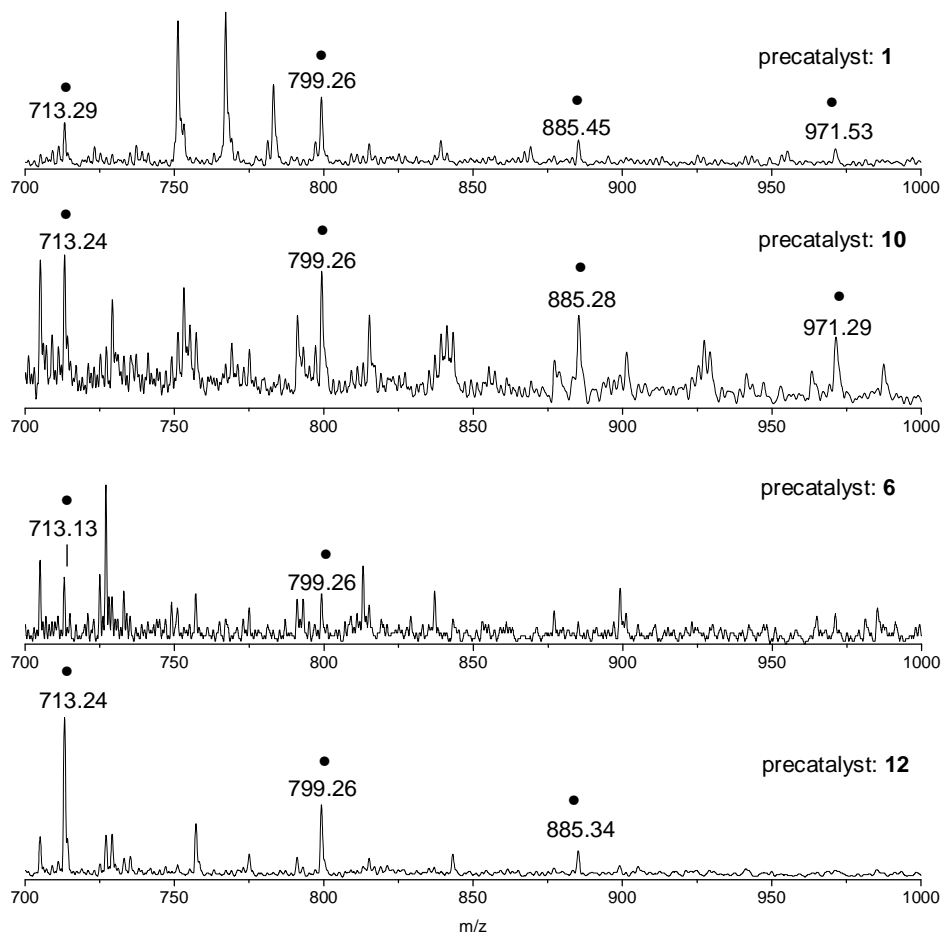 precatalyst: 1
713.29 799.26 885.45 971.53
700 750 800 850 900 950 1000
precatalyst: 10
713.24 799.26 885.28 971.29
700 750 800 850 900 950 1000
precatalyst: 6
713.13 799.26
700 750 800 850 900 950 1000
713.24 799.26 885.34
precatalyst: 12
700 750 800 850 900 950 1000
m/z